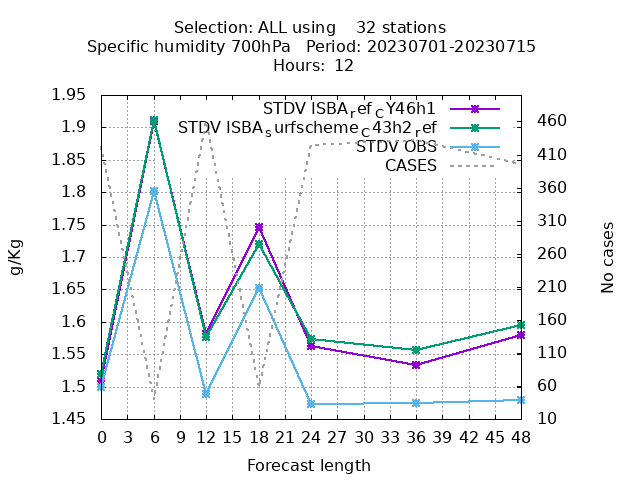 Selection: ALL using 32 stations
Specific humidity 700hPa Period: 20230701-20230715
Hours: 12
STDV ISBA_ref_CY46h1
STDV ISBA_surfscheme_C43h2_ref
STDV OBS
CASES
1.95
1.9
1.85
1.8
1.75
1.7
1.65
1.6
1.55
1.5
1.45
460
410
360
310
260
210
160
110
60
10
g/Kg
No cases
0 3 6 9 12 15 18 21 24 27 30 33 36 39 42 45 48
Forecast length